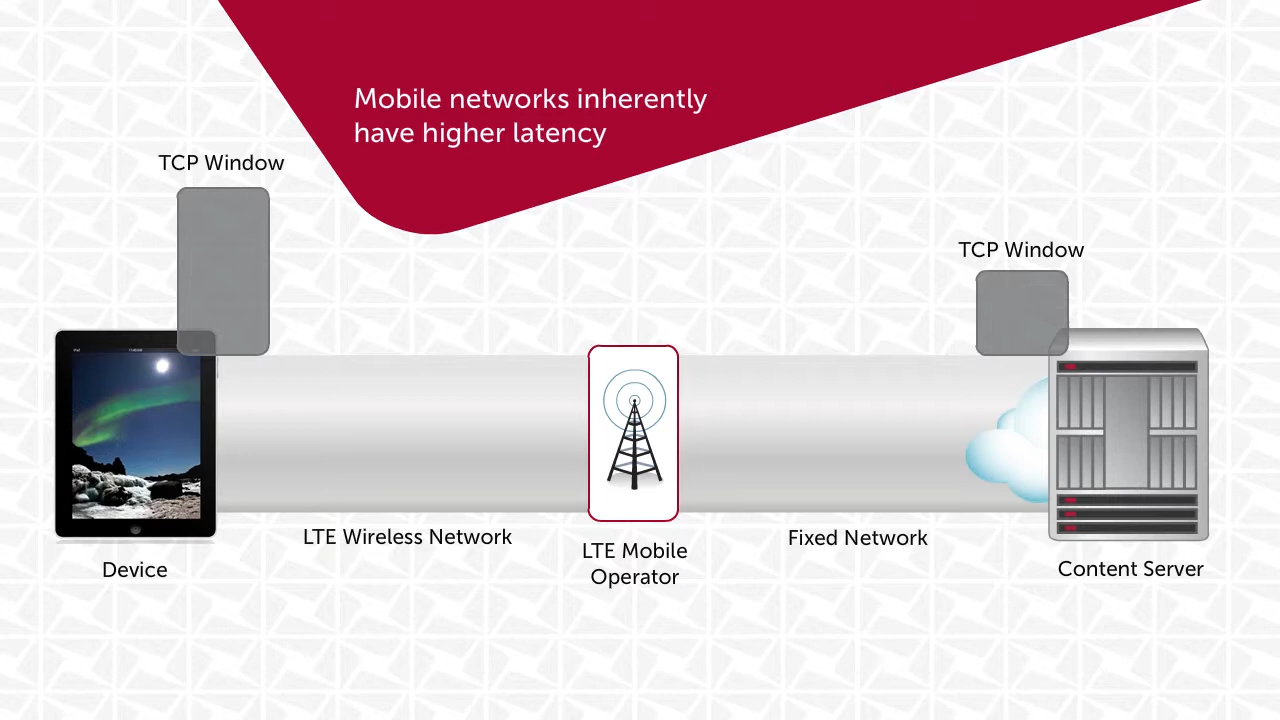 Mobile networks inherently
have higher latency
TCP Window
TCP Window
LTE Wireless Network
Fixed Network
LTE Mobile
Operator
Device
Content Server